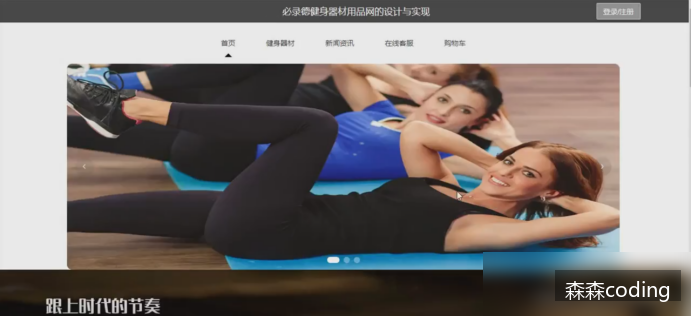 必录德健身器材用品网的设计与实现
登录/注册
首页 健身器材 新闻资讯 在线客服 购物车
跟上时代的节奏
森森coding